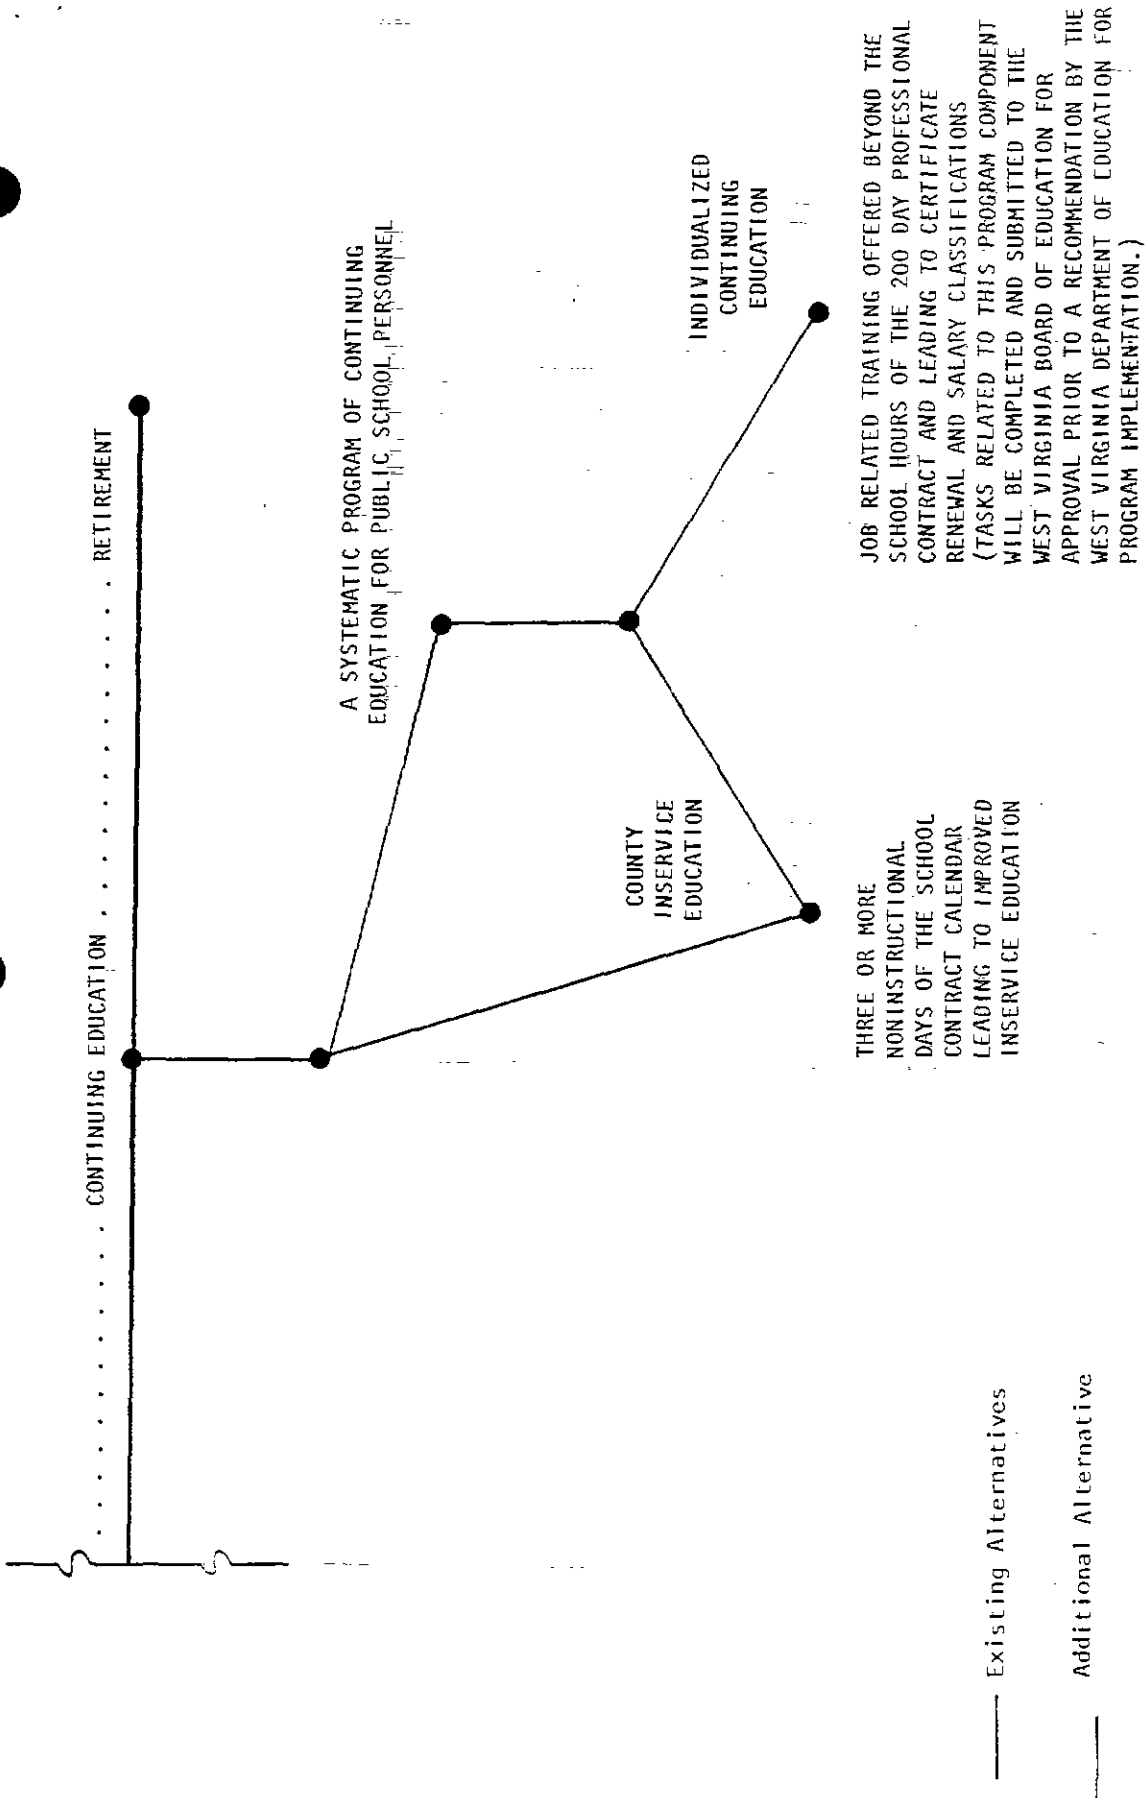 . . . . . . . . . . . . CONTINUING EDUCATION . . . . . . . . . . . . . RETIREMENT
A SYSTEMATIC PROGRAM OF CONTINUING
EDUCATION FOR PUBLIC SCHOOL PERSONNEL
COUNTY
INSERVICE
EDUCATION
INDIVIDUALIZED
CONTINUING
EDUCATION
THREE OR MORE
NONINSTRUCTIONAL
DAYS OF THE SCHOOL
CONTRACT CALENDAR
LEADING TO IMPROVED
INSERVICE EDUCATION
JOB RELATED TRAINING OFFERED BEYOND THE
SCHOOL HOURS OF THE 200 DAY PROFESSIONAL
CONTRACT AND LEADING TO CERTIFICATE
RENEWAL AND SALARY CLASSIFICATIONS
(TASKS RELATED TO THIS PROGRAM COMPONENT
WILL BE COMPLETED AND SUBMITTED TO THE
WEST VIRGINIA BOARD OF EDUCATION FOR
APPROVAL PRIOR TO A RECOMMENDATION BY THE
WEST VIRGINIA DEPARTMENT OF EDUCATION FOR
PROGRAM IMPLEMENTATION.)
Existing Alternatives
Additional Alternative